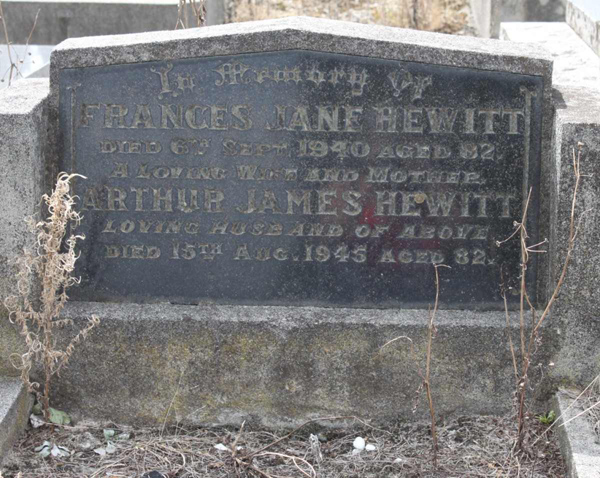 In Memory Of
FRANCES JANE HEWITT
DIED 6TH SEPT 1940 AGED 82.
A LOVING WIFE AND MOTHER
ARTHUR JAMES HEWITT
LOVING HUSBAND OF ABOVE
DIED 15TH AUG. 1945 AGED 82.